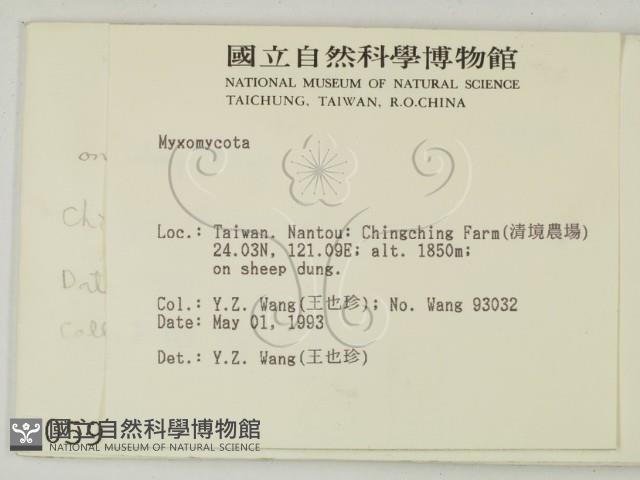 國立自然科學博物館
NATIONAL MUSEUM OF NATURAL SCIENCE
TAICHUNG, TAIWAN, R.O.CHINA
Myxomycota
on
Loc.: Taiwan. Nantou: Chingching Farm(清境農場)
24.03N, 121.09E; alt. 1850m;
on sheep dung.
Col.: Y.Z. Wang(王也珍); No. Wang 93032
Date: May 01, 1993
Det.: Y.Z. Wang(王也珍)
059
國立自然科學博物館
NATIONAL MUSEUM OF NATURAL SCIENCE